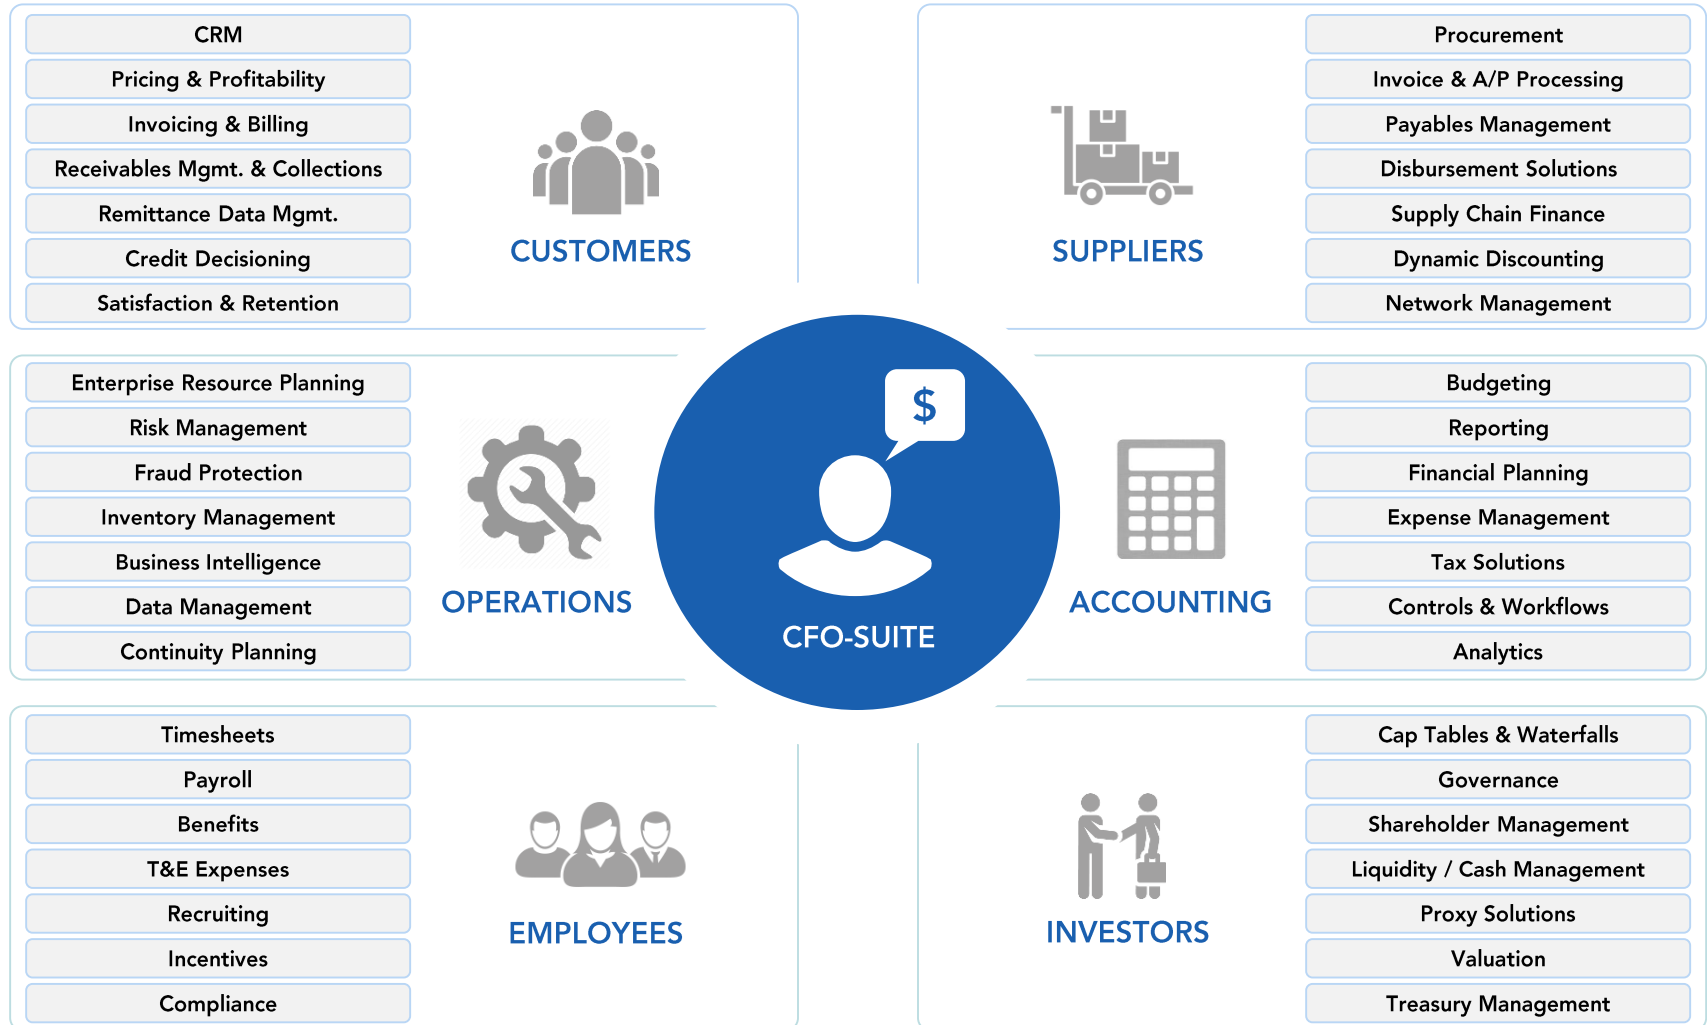 CRM
Pricing & Profitability
Invoicing & Billing
Receivables Mgmt. & Collections
Remittance Data Mgmt.
Credit Decisioning
Satisfaction & Retention
CUSTOMERS
SUPPLIERS
Procurement
Invoice & A/P Processing
Payables Management
Disbursement Solutions
Supply Chain Finance
Dynamic Discounting
Network Management
Enterprise Resource Planning
Risk Management
Fraud Protection
Inventory Management
Business Intelligence
Data Management
Continuity Planning
OPERATIONS
$
CFO-SUITE
ACCOUNTING
Budgeting
Reporting
Financial Planning
Expense Management
Tax Solutions
Controls & Workflows
Analytics
Timesheets
Payroll
Benefits
T&E Expenses
Recruiting
Incentives
Compliance
EMPLOYEES
INVESTORS
Cap Tables & Waterfalls
Governance
Shareholder Management
Liquidity / Cash Management
Proxy Solutions
Valuation
Treasury Management